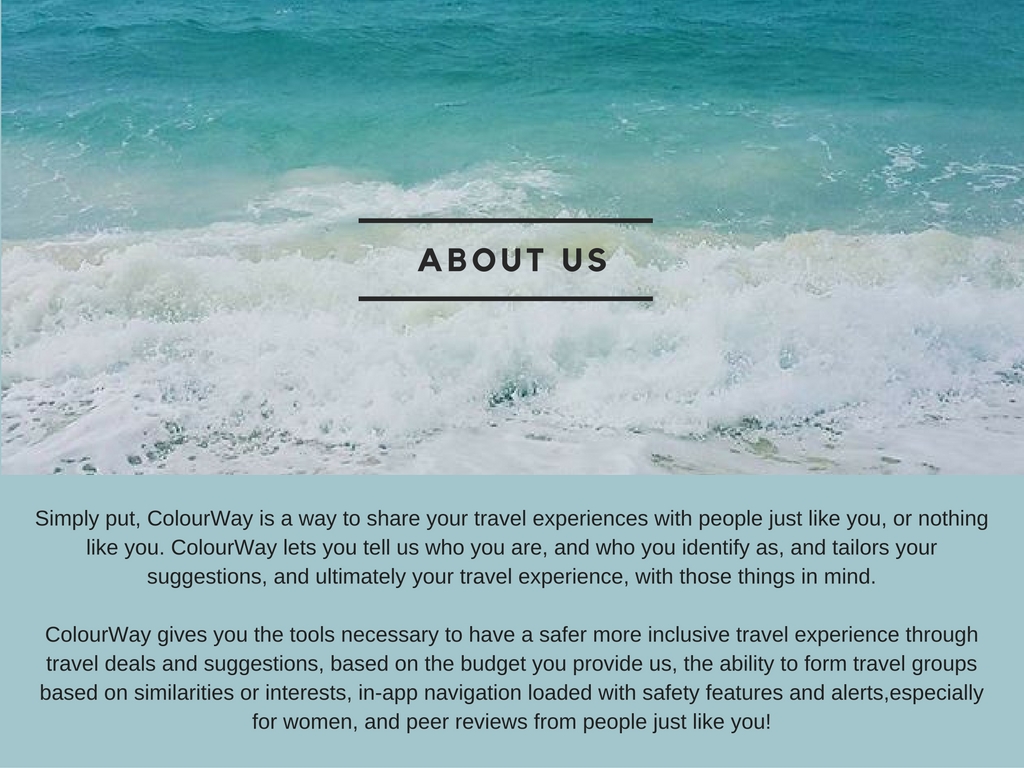 ABOUT US
Simply put, ColourWay is a way to share your travel experiences with people just like you, or nothing
like you. ColourWay lets you tell us who you are, and who you identify as, and tailors your
suggestions, and ultimately your travel experience, with those things in mind.
ColourWay gives you the tools necessary to have a safer more inclusive travel experience through
travel deals and suggestions, based on the budget you provide us, the ability to form travel groups
based on similarities or interests, in-app navigation loaded with safety features and alerts,especially
for women, and peer reviews from people just like you!